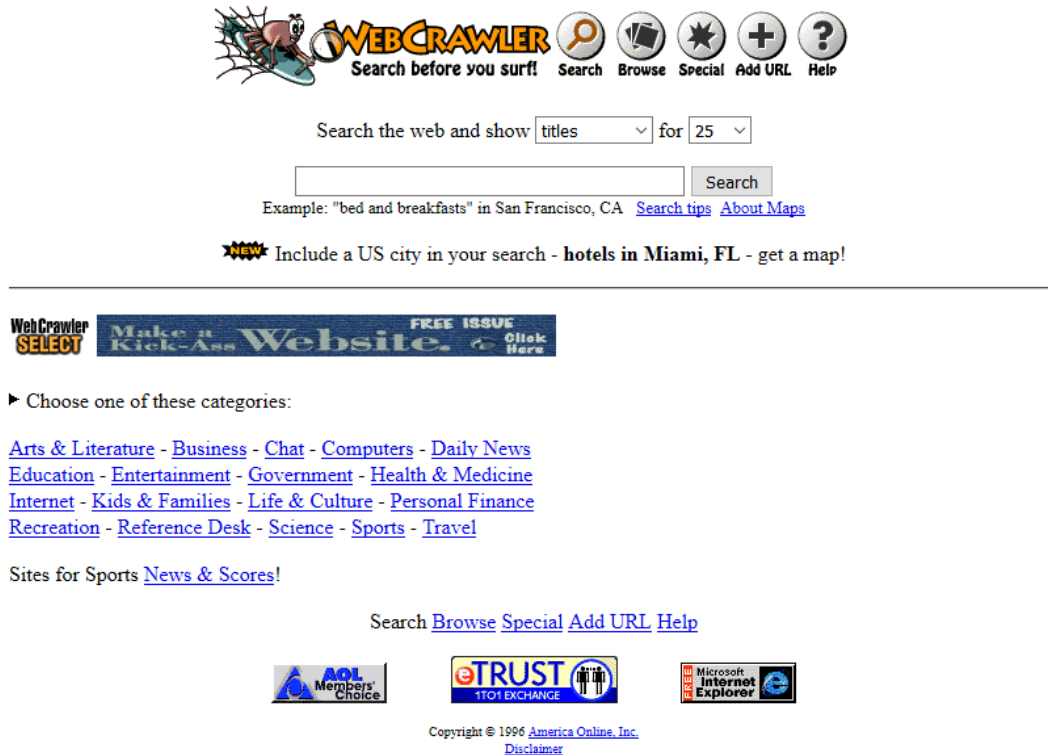 WEBCRAWLER
Search before you surf!
Search Browse Special Add URL Help
Search the web and show titles for 25
Search
Example: "bed and breakfasts" in San Francisco, CA Search tips About Maps
NEW Include a US city in your search - hotels in Miami, FL - get a map!
WebCrawler SELECT
Make a Kick-Ass Website. FREE ISSUE Click Here
Choose one of these categories:
Arts & Literature - Business - Chat - Computers - Daily News
Education - Entertainment - Government - Health & Medicine
Internet - Kids & Families - Life & Culture - Personal Finance
Recreation - Reference Desk - Science - Sports - Travel
Sites for Sports News & Scores!
Search Browse Special Add URL Help
AOL Members' Choice
eTRUST 1TO1 EXCHANGE
FREE Microsoft Internet Explorer
Copyright © 1996 America Online, Inc.
Disclaimer